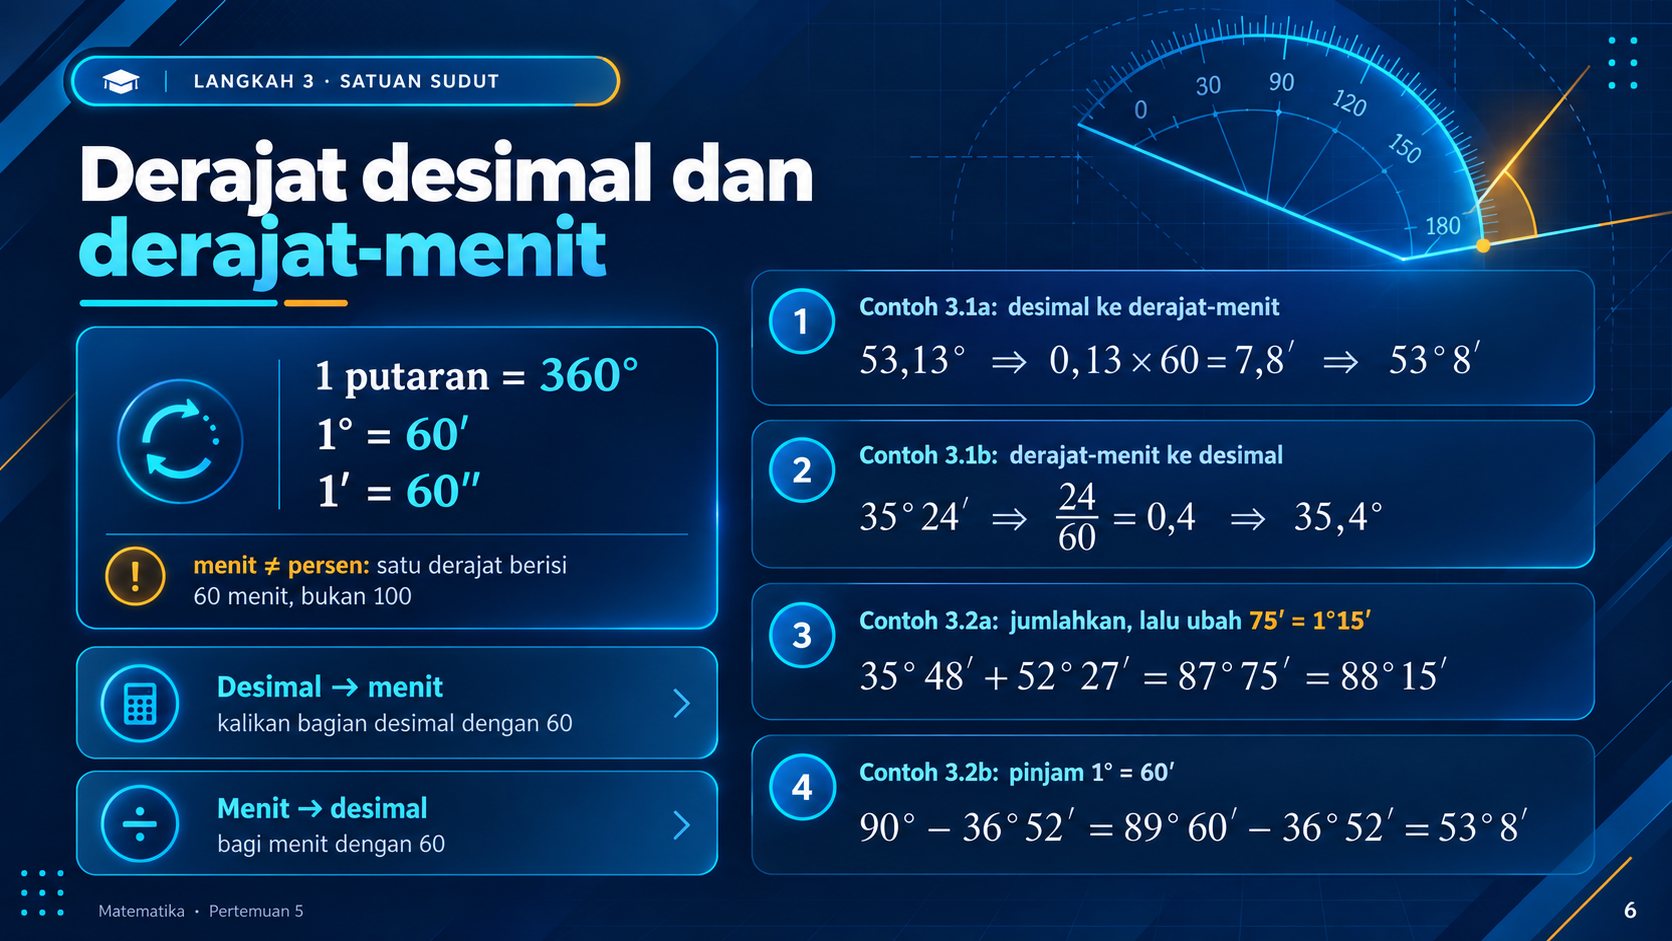 LANGKAH 3 · SATUAN SUDUT
Derajat desimal dan
derajat-menit
0
30
90
120
150
180
1 putaran = 360°
1° = 60′
1′ = 60″
menit ≠ persen: satu derajat berisi
60 menit, bukan 100
Desimal → menit
kalikan bagian desimal dengan 60
Menit → desimal
bagi menit dengan 60
1
Contoh 3.1a: desimal ke derajat-menit
53,13° ⇒ 0,13 × 60 = 7,8′ ⇒ 53°8′
2
Contoh 3.1b: derajat-menit ke desimal
35°24′ ⇒ 24/60 = 0,4 ⇒ 35,4°
3
Contoh 3.2a: jumlahkan, lalu ubah 75′ = 1°15′
35°48′ + 52°27′ = 87°75′ = 88°15′
4
Contoh 3.2b: pinjam 1° = 60′
90° − 36°52′ = 89°60′ − 36°52′ = 53°8′
Matematika • Pertemuan 5
6